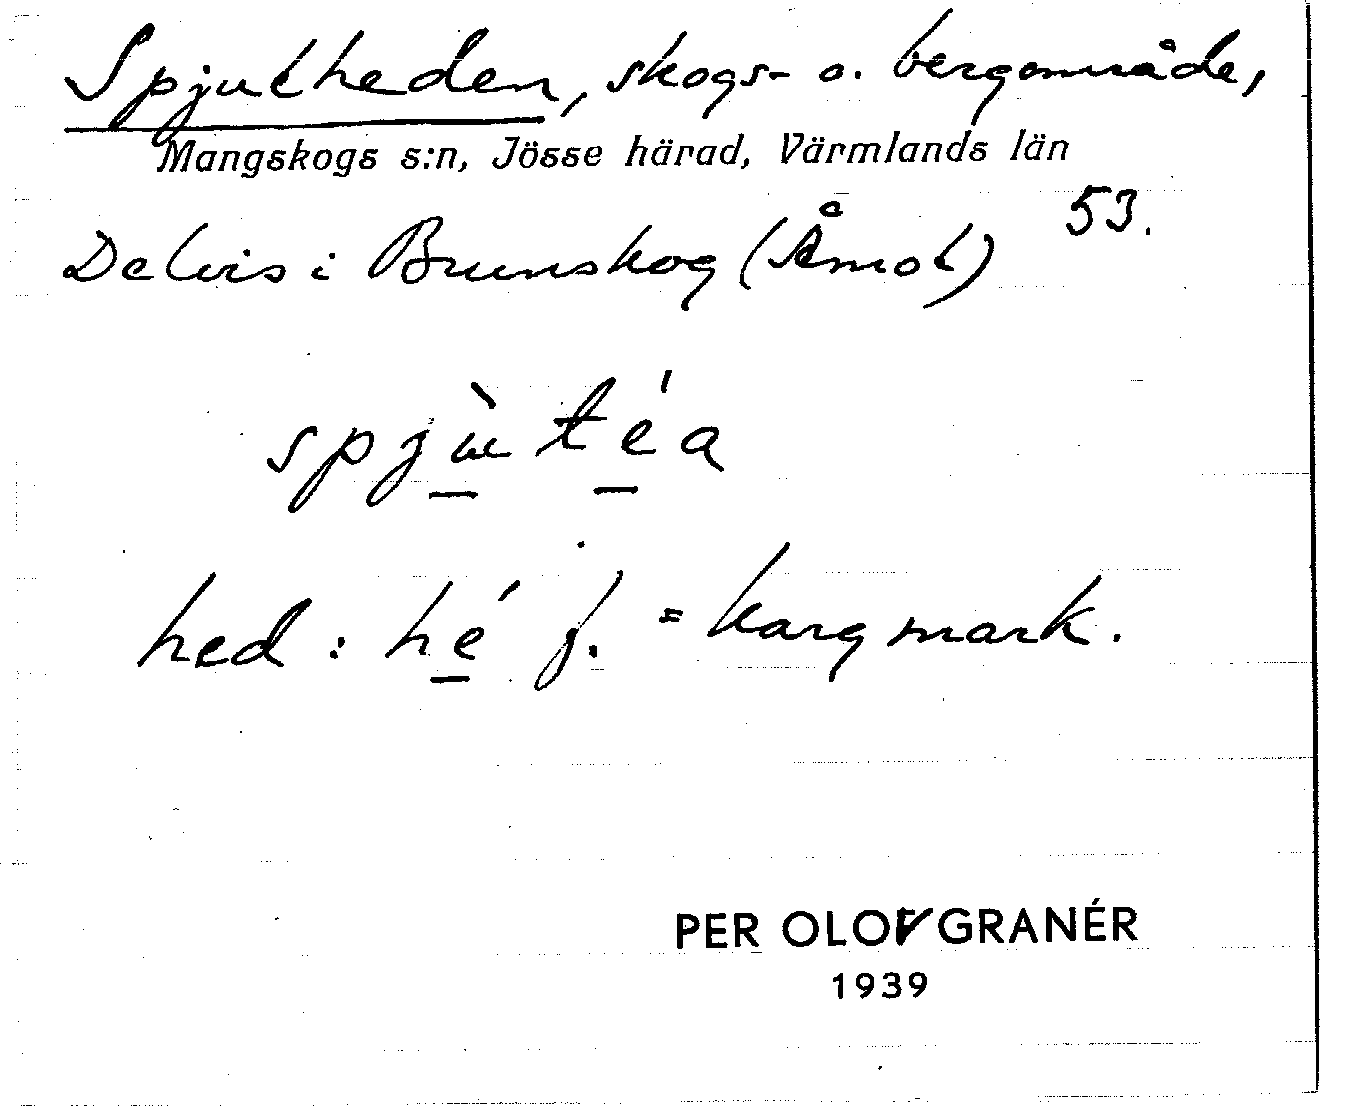 Spjutheden, skogs- o. bergområde,
Mangskogs s:n, Jösse härad, Värmlands län
53.
Delvis i Brunskog (Åmot)
spjùtéa
hed : hé f. = karg mark.
PER OLOV GRANÉR
1939